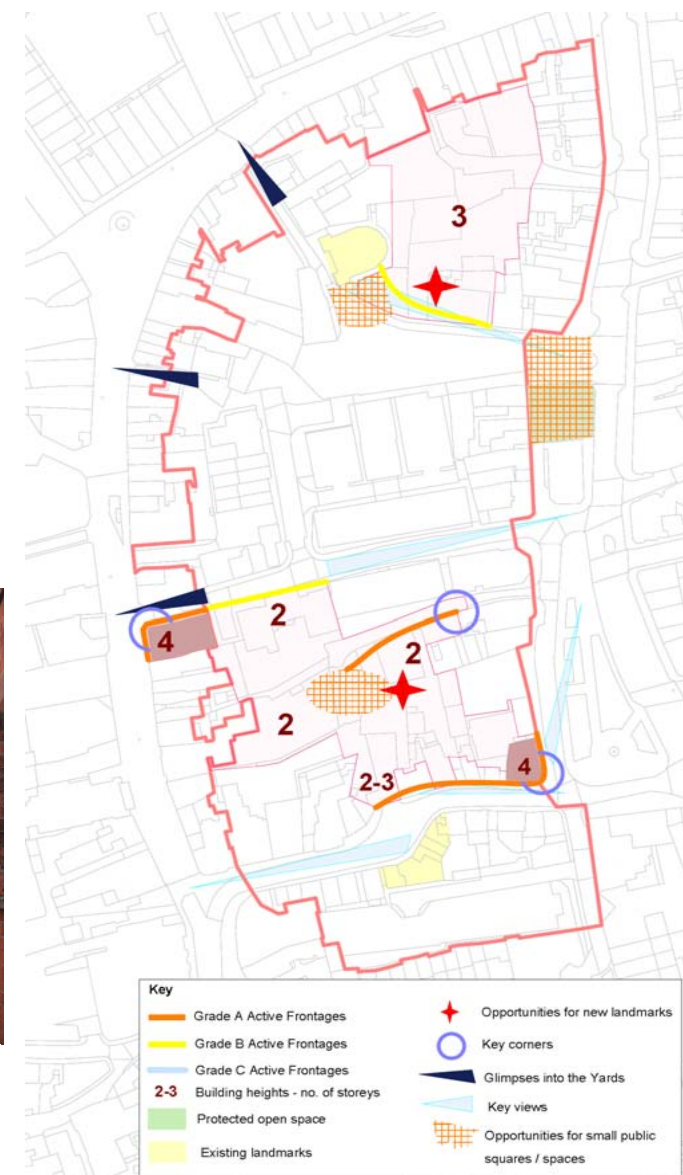 3
2
4
2
2
4
2-3
Key
Grade A Active Frontages
Grade B Active Frontages
Grade C Active Frontages
2-3 Building heights - no. of storeys
Protected open space
Existing landmarks
Opportunities for new landmarks
Key corners
Glimpses into the Yards
Key views
Opportunities for small public
squares / spaces